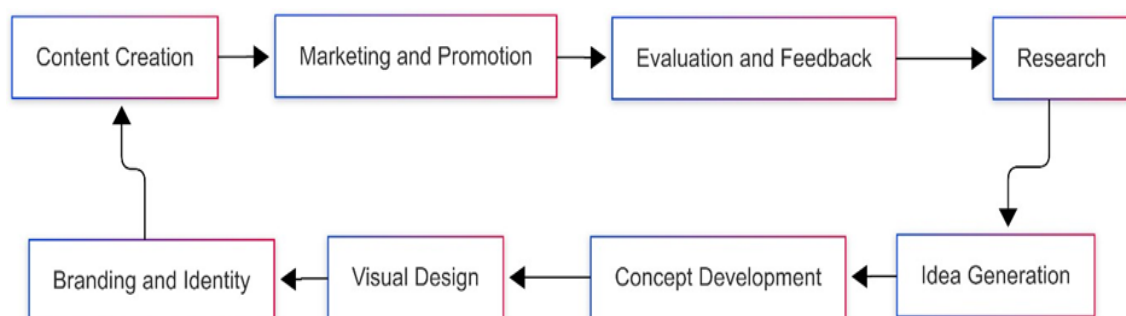 Content Creation
Marketing and Promotion
Evaluation and Feedback
Research
Branding and Identity
Visual Design
Concept Development
Idea Generation